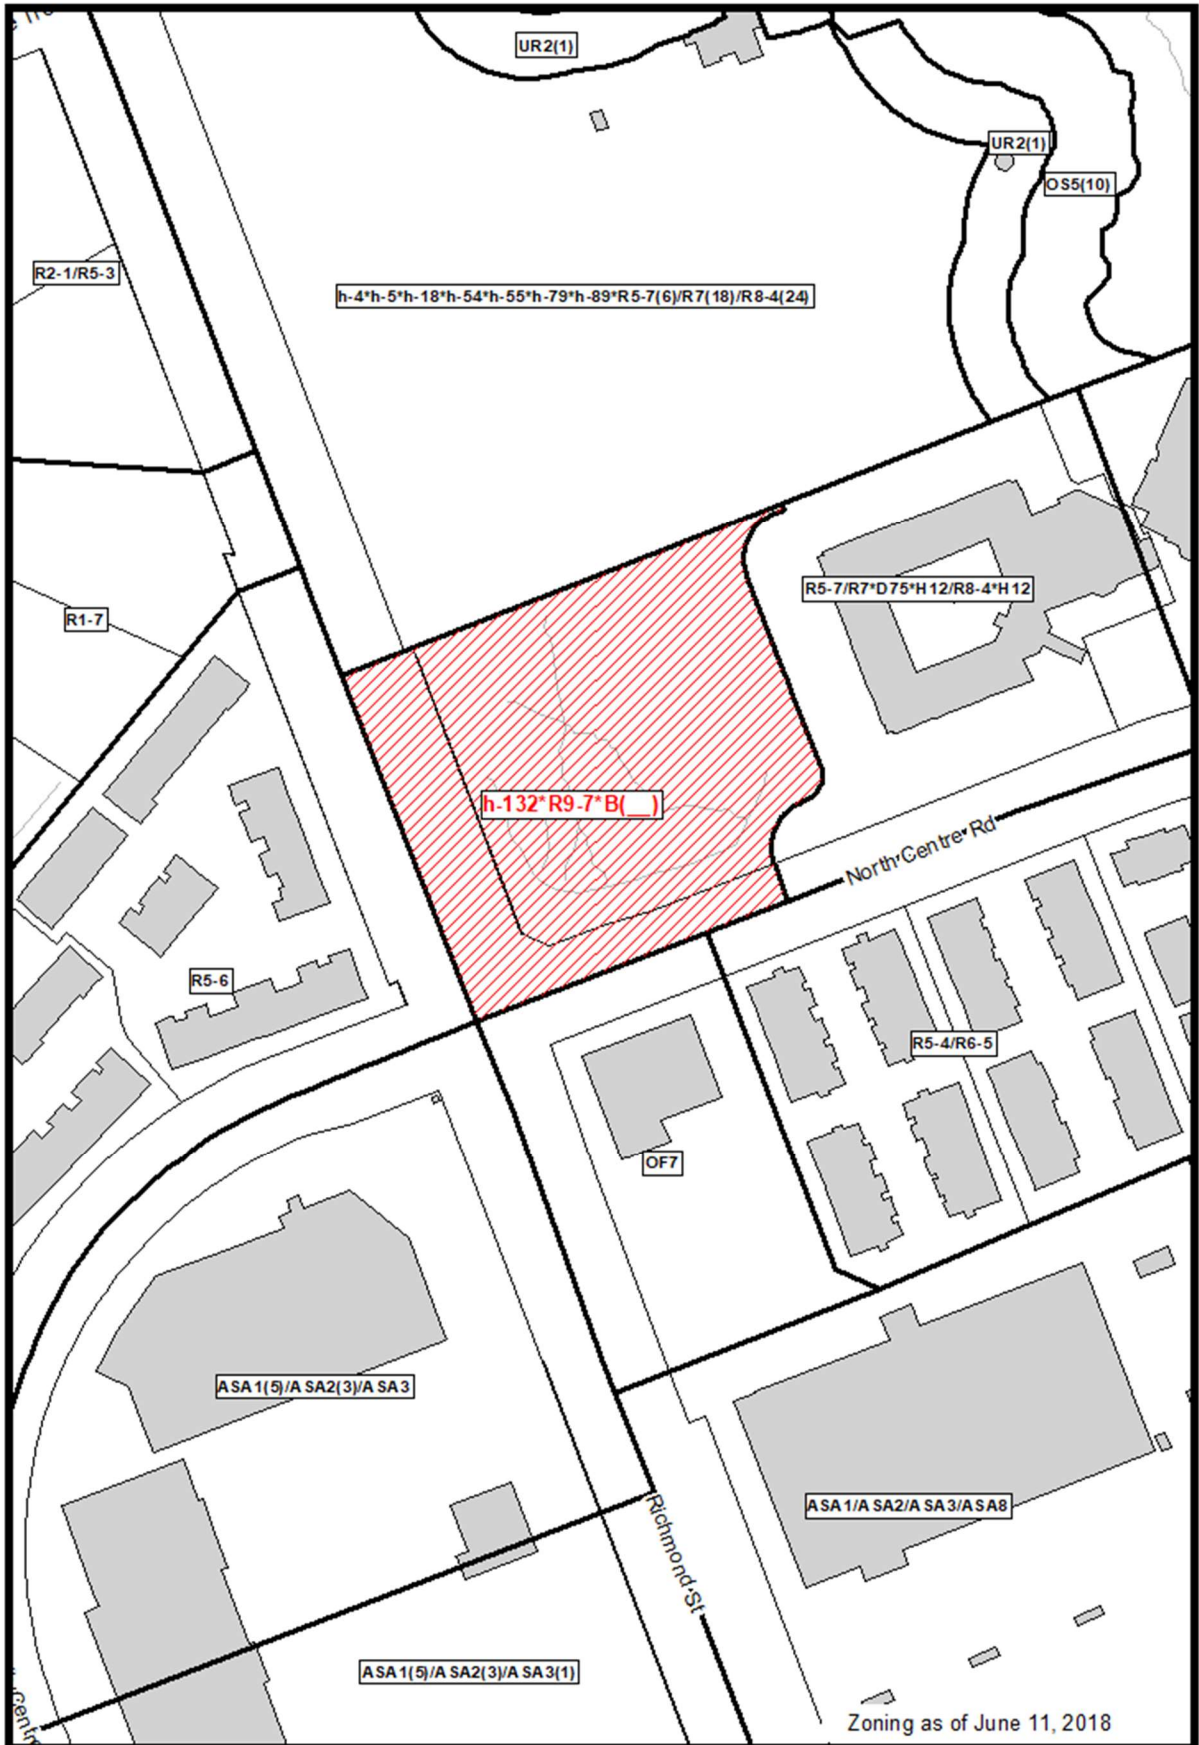 UR2(1)
UR2(1)
OS5(10)
R2-1/R5-3
h-4*h-5*h-18*h-54*h-55*h-79*h-89*R5-7(6)/R7(18)/R8-4(24)
R5-7/R7*D75*H12/R8-4*H12
R1-7
h-132*R9-7*B(__)
North Centre Rd
R5-6
R5-4/R6-5
OF7
ASA1(5)/ASA2(3)/ASA3
Richmond St
ASA1/ASA2/ASA3/ASA8
ASA1(5)/ASA2(3)/ASA3(1)
Zoning as of June 11, 2018